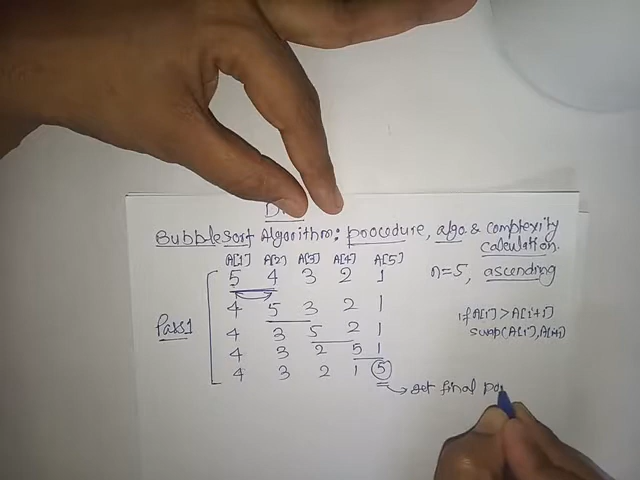 Bubblesort Algorithm: procedure, algo & complexity
calculation.
A[1] A[2] A[3] A[4] A[5]
5 4 3 2 1
n=5, ascending
4 5 3 2 1
Pass1
4 3 5 2 1
4 3 2 5 1
4 3 2 1 5
if A[i] > A[i+1]
swap(A[i], A[i+1])
set final po